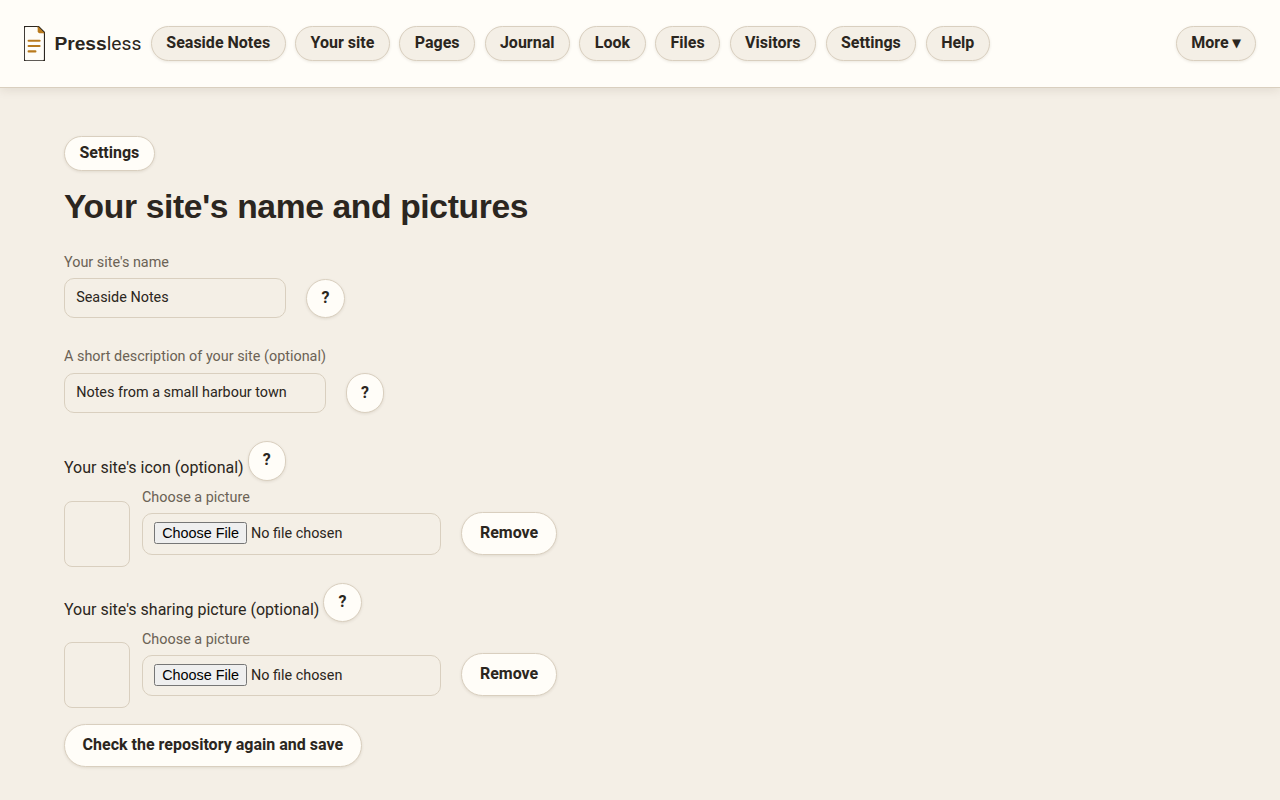 Pressless Seaside Notes Your site Pages Journal Look Files Visitors Settings Help More ▾
Settings
Your site's name and pictures
Your site's name
Seaside Notes ?
A short description of your site (optional)
Notes from a small harbour town ?
Your site's icon (optional) ?
Choose a picture
Choose File No file chosen Remove
Your site's sharing picture (optional) ?
Choose a picture
Choose File No file chosen Remove
Check the repository again and save